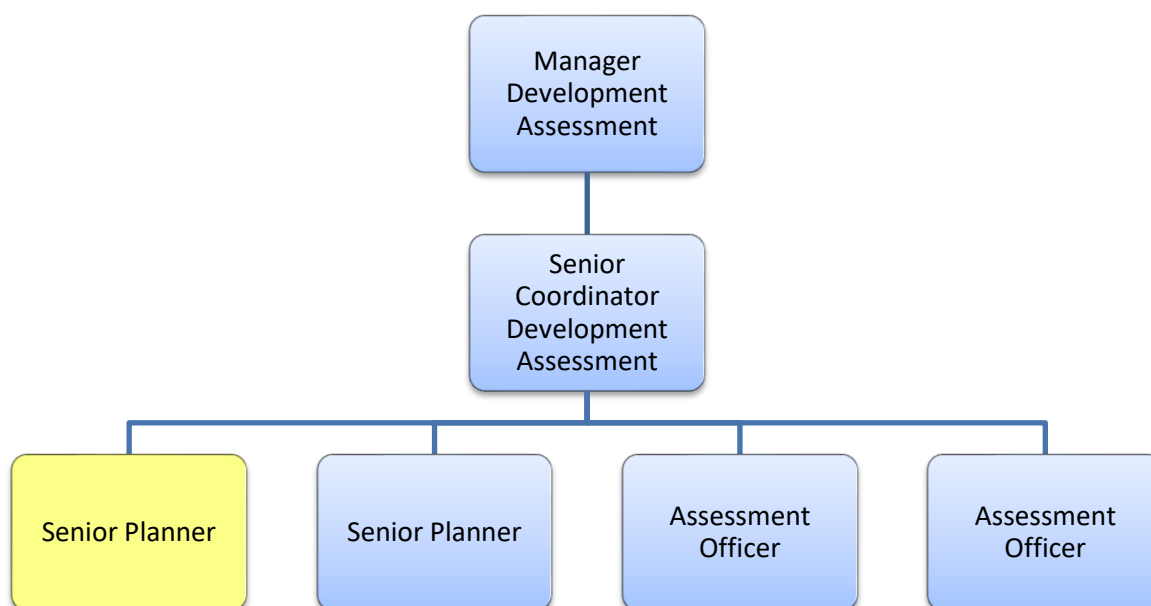 Manager
Development
Assessment
Senior
Coordinator
Development
Assessment
Senior Planner
Senior Planner
Assessment
Officer
Assessment
Officer